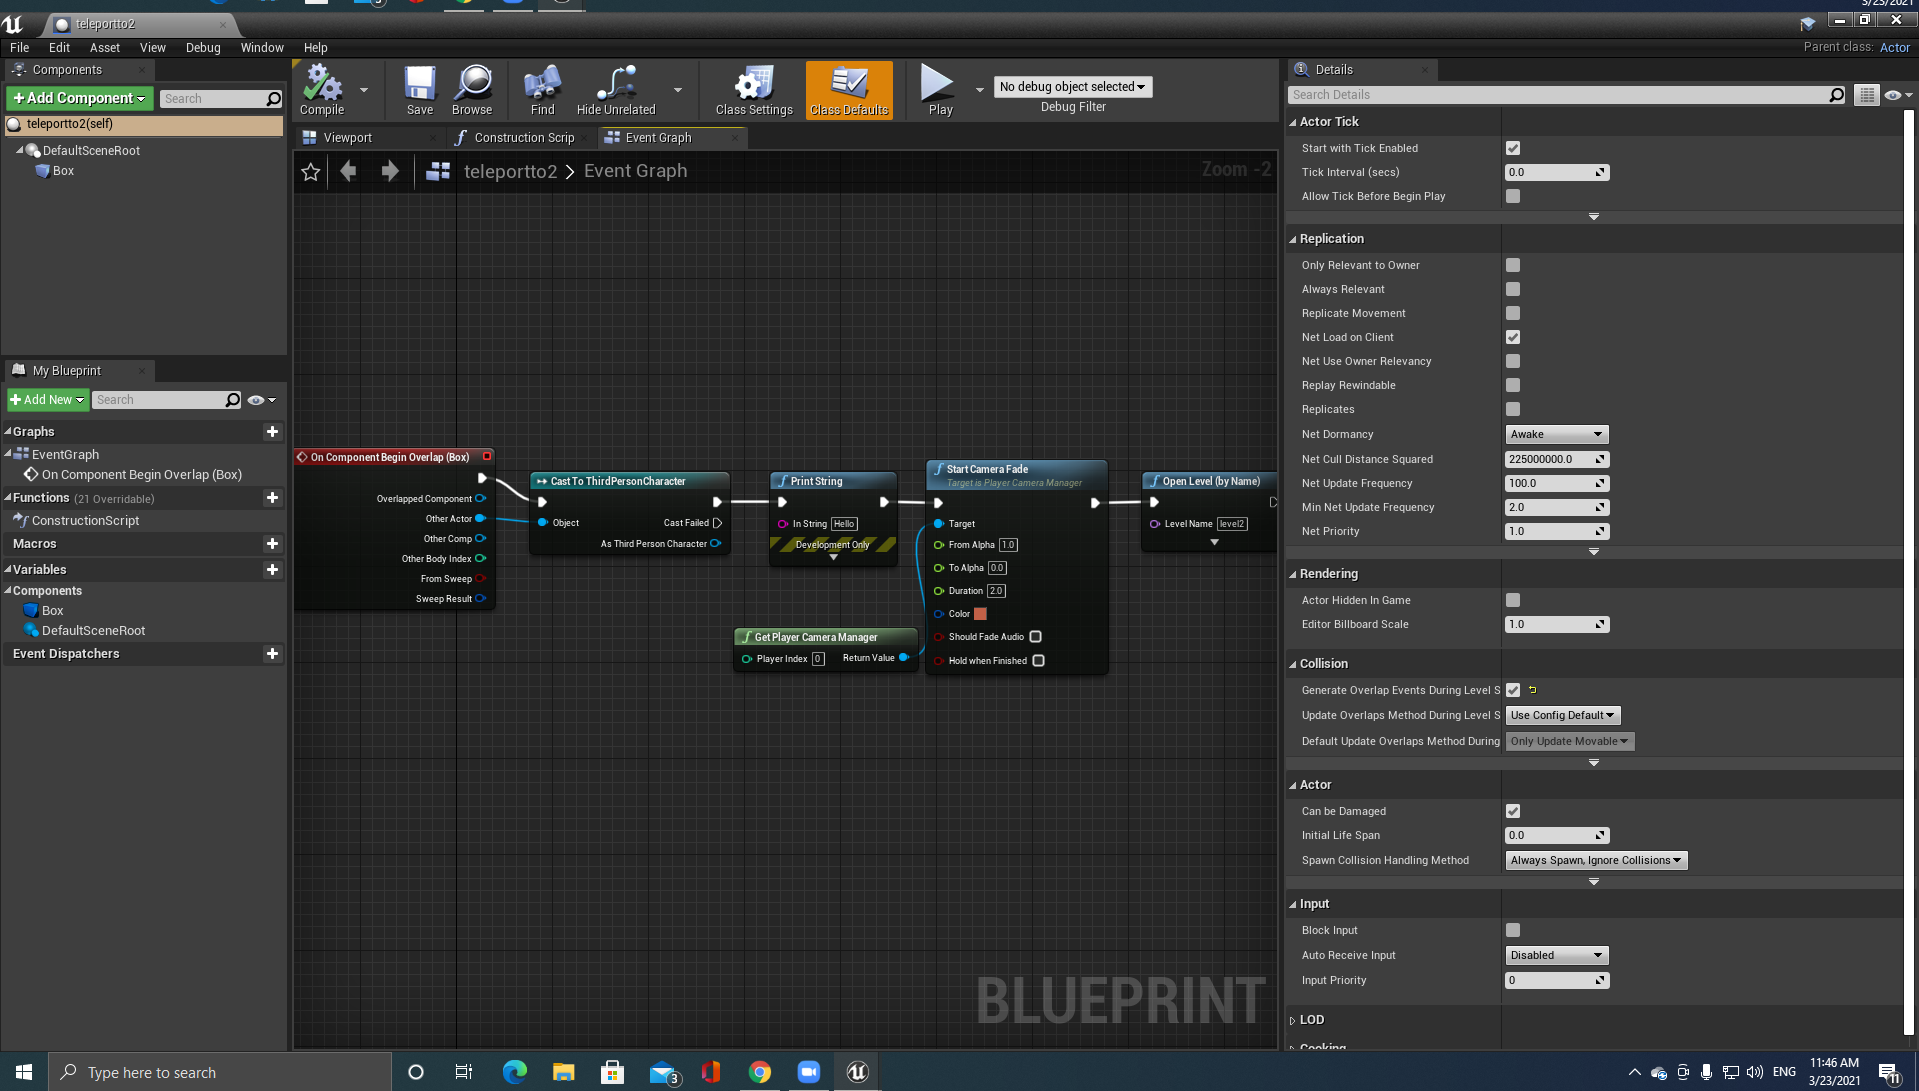 3/23/2021
teleportto2
File Edit Asset View Debug Window Help
Parent class: Actor
Components
Add Component
Search
teleportto2(self)
DefaultSceneRoot
Box
Compile
Save
Browse
Find
Hide Unrelated
Class Settings
Class Defaults
Play
No debug object selected
Debug Filter
Viewport
Construction Scrip
Event Graph
teleportto2 > Event Graph
Zoom -2
My Blueprint
Add New
Search
Graphs
EventGraph
On Component Begin Overlap (Box)
Functions (21 Overridable)
ConstructionScript
Macros
Variables
Components
Box
DefaultSceneRoot
Event Dispatchers
On Component Begin Overlap (Box)
Overlapped Component
Other Actor
Other Comp
Other Body Index
From Sweep
Sweep Result
Cast To ThirdPersonCharacter
Object
Cast Failed
As Third Person Character
Print String
In String Hello
Development Only
Get Player Camera Manager
Player Index 0
Return Value
Start Camera Fade
Target is Player Camera Manager
Target
From Alpha 1.0
To Alpha 0.0
Duration 2.0
Color
Should Fade Audio
Hold when Finished
Open Level (by Name)
Level Name level2
BLUEPRINT
Details
Search Details
Actor Tick
Start with Tick Enabled
Tick Interval (secs) 0.0
Allow Tick Before Begin Play
Replication
Only Relevant to Owner
Always Relevant
Replicate Movement
Net Load on Client
Net Use Owner Relevancy
Replay Rewindable
Replicates
Net Dormancy Awake
Net Cull Distance Squared 225000000.0
Net Update Frequency 100.0
Min Net Update Frequency 2.0
Net Priority 1.0
Rendering
Actor Hidden In Game
Editor Billboard Scale 1.0
Collision
Generate Overlap Events During Level S
Update Overlaps Method During Level S Use Config Default
Default Update Overlaps Method During Only Update Movable
Actor
Can be Damaged
Initial Life Span 0.0
Spawn Collision Handling Method Always Spawn, Ignore Collisions
Input
Block Input
Auto Receive Input Disabled
Input Priority 0
LOD
Cooking
Type here to search
3
ENG
11:46 AM
3/23/2021
11